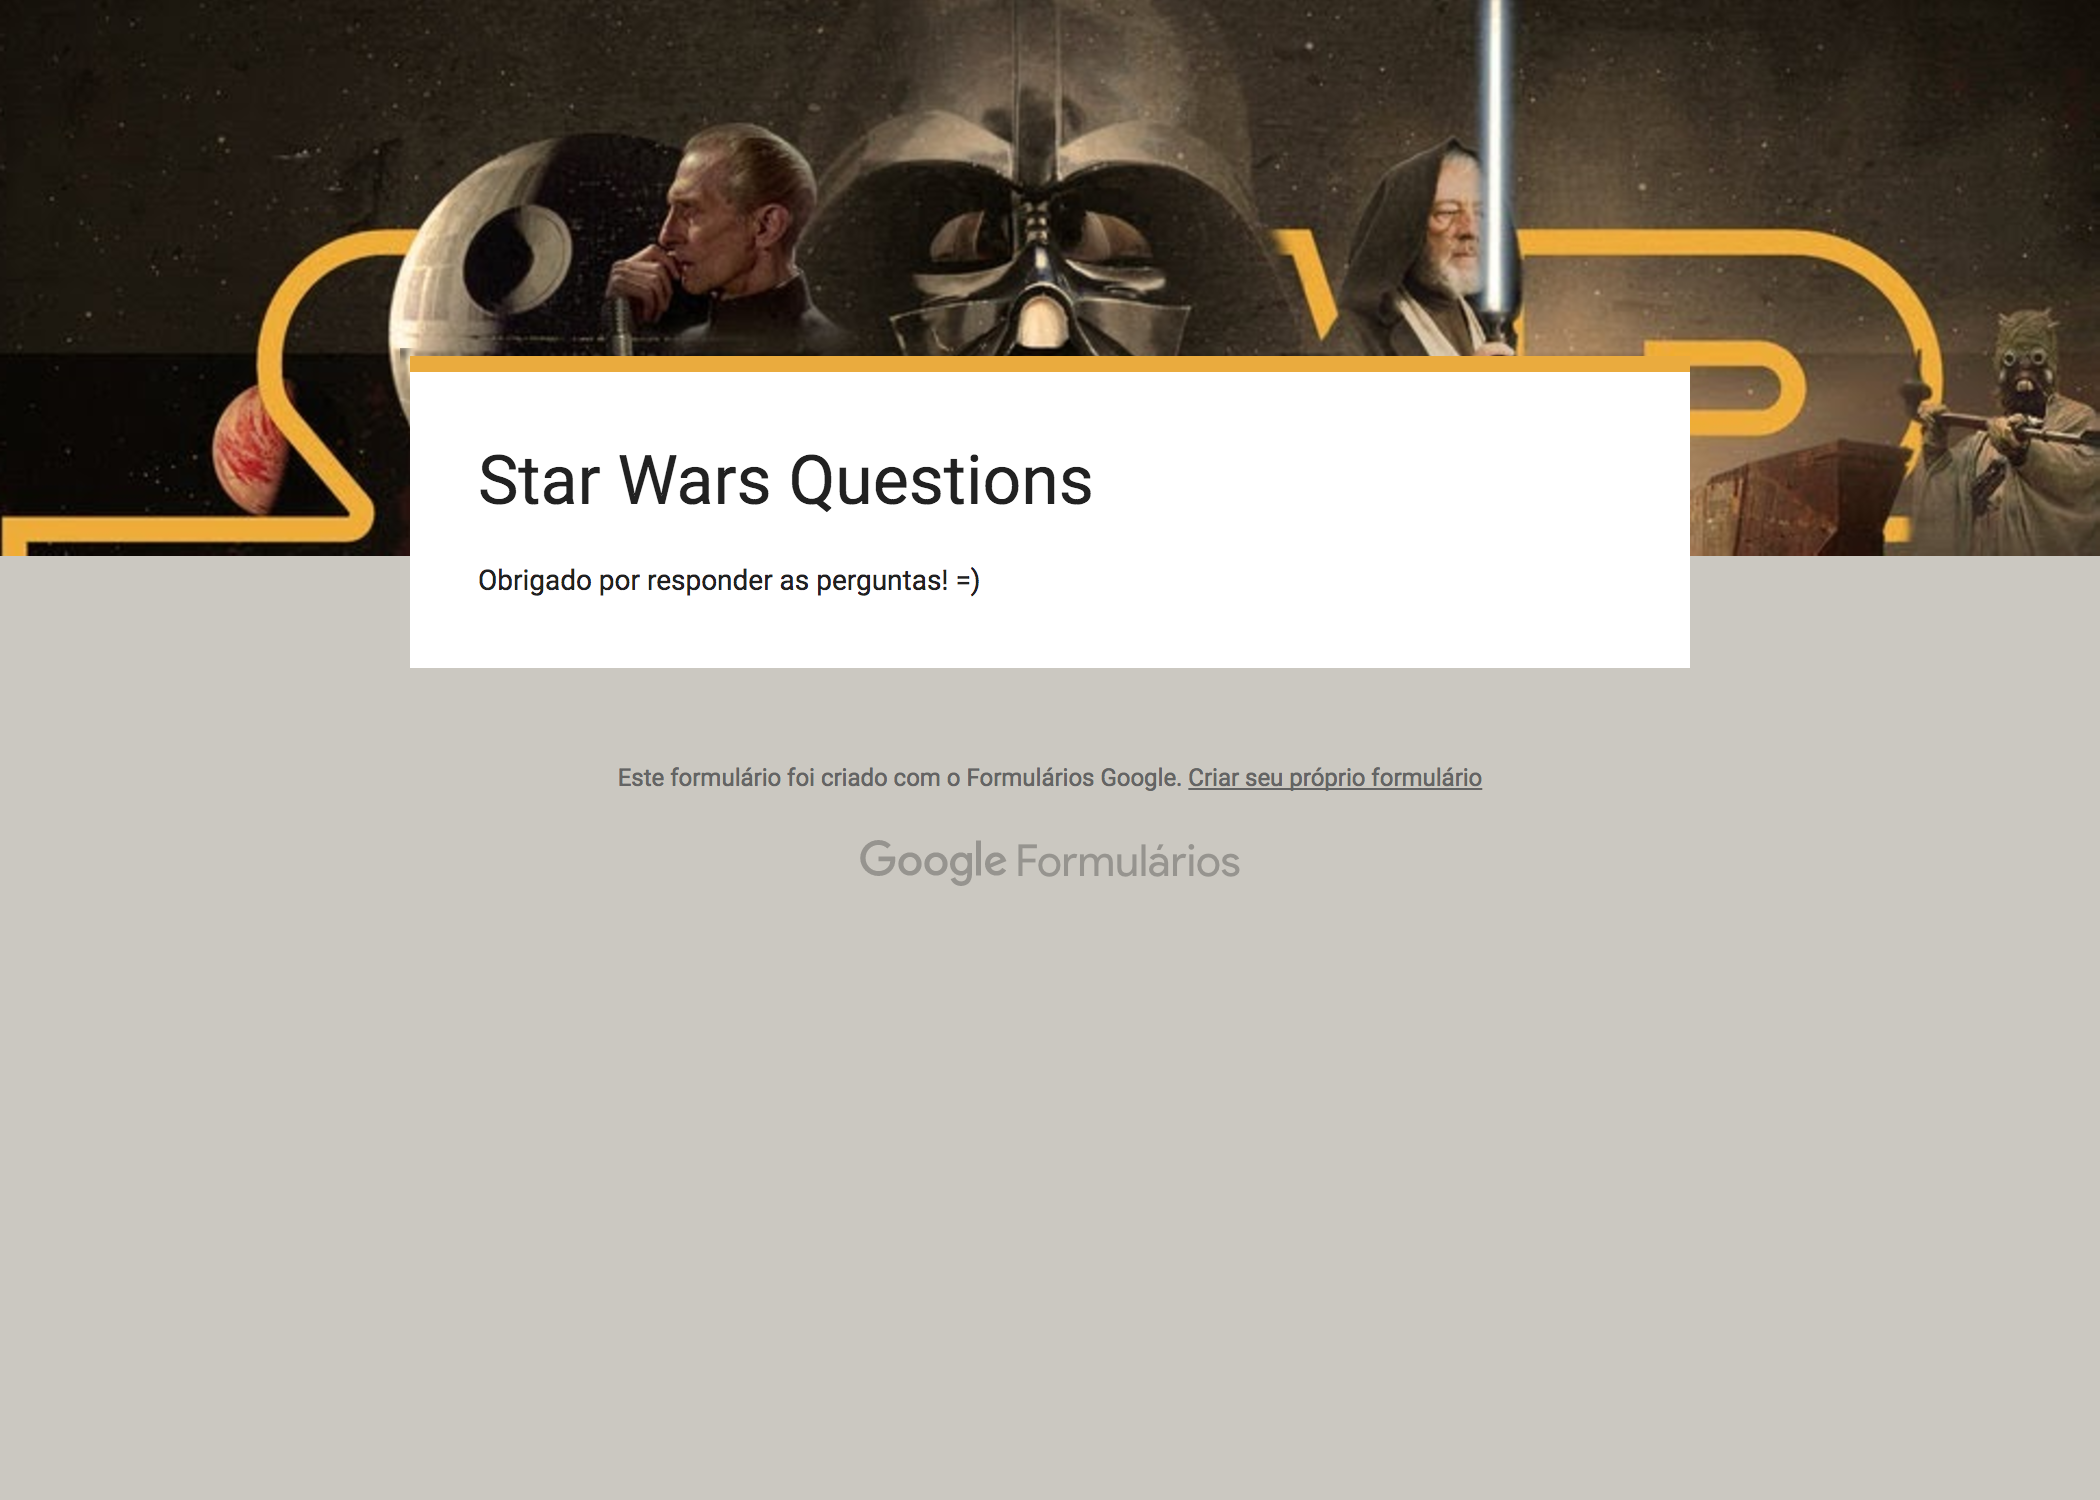 Star Wars Questions
Obrigado por responder as perguntas! =)
Este formulário foi criado com o Formulários Google. Criar seu próprio formulário
Google Formulários